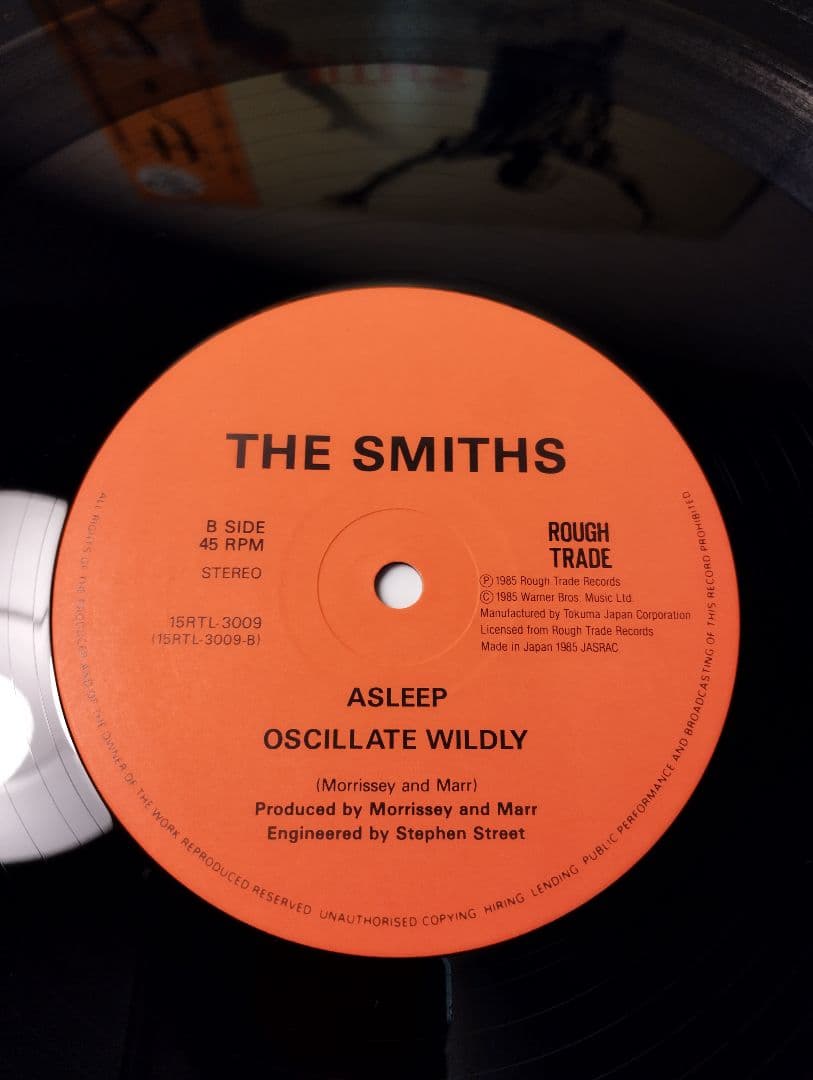 THE SMITHS
B SIDE
45 RPM
STEREO
15RTL-3009
(15RTL-3009-B)
ROUGH
TRADE
Ⓟ 1985 Rough Trade Records
Ⓒ 1985 Warner Bros. Music Ltd.
Manufactured by Tokuma Japan Corporation
Licensed from Rough Trade Records
Made in Japan 1985 JASRAC
ASLEEP
OSCILLATE WILDLY
(Morrissey and Marr)
Produced by Morrissey and Marr
Engineered by Stephen Street
ALL RIGHTS OF THE PRODUCER AND OF THE OWNER OF THE WORK REPRODUCED RESERVED UNAUTHORISED COPYING HIRING LENDING PUBLIC PERFORMANCE AND BROADCASTING OF THIS RECORD PROHIBITED